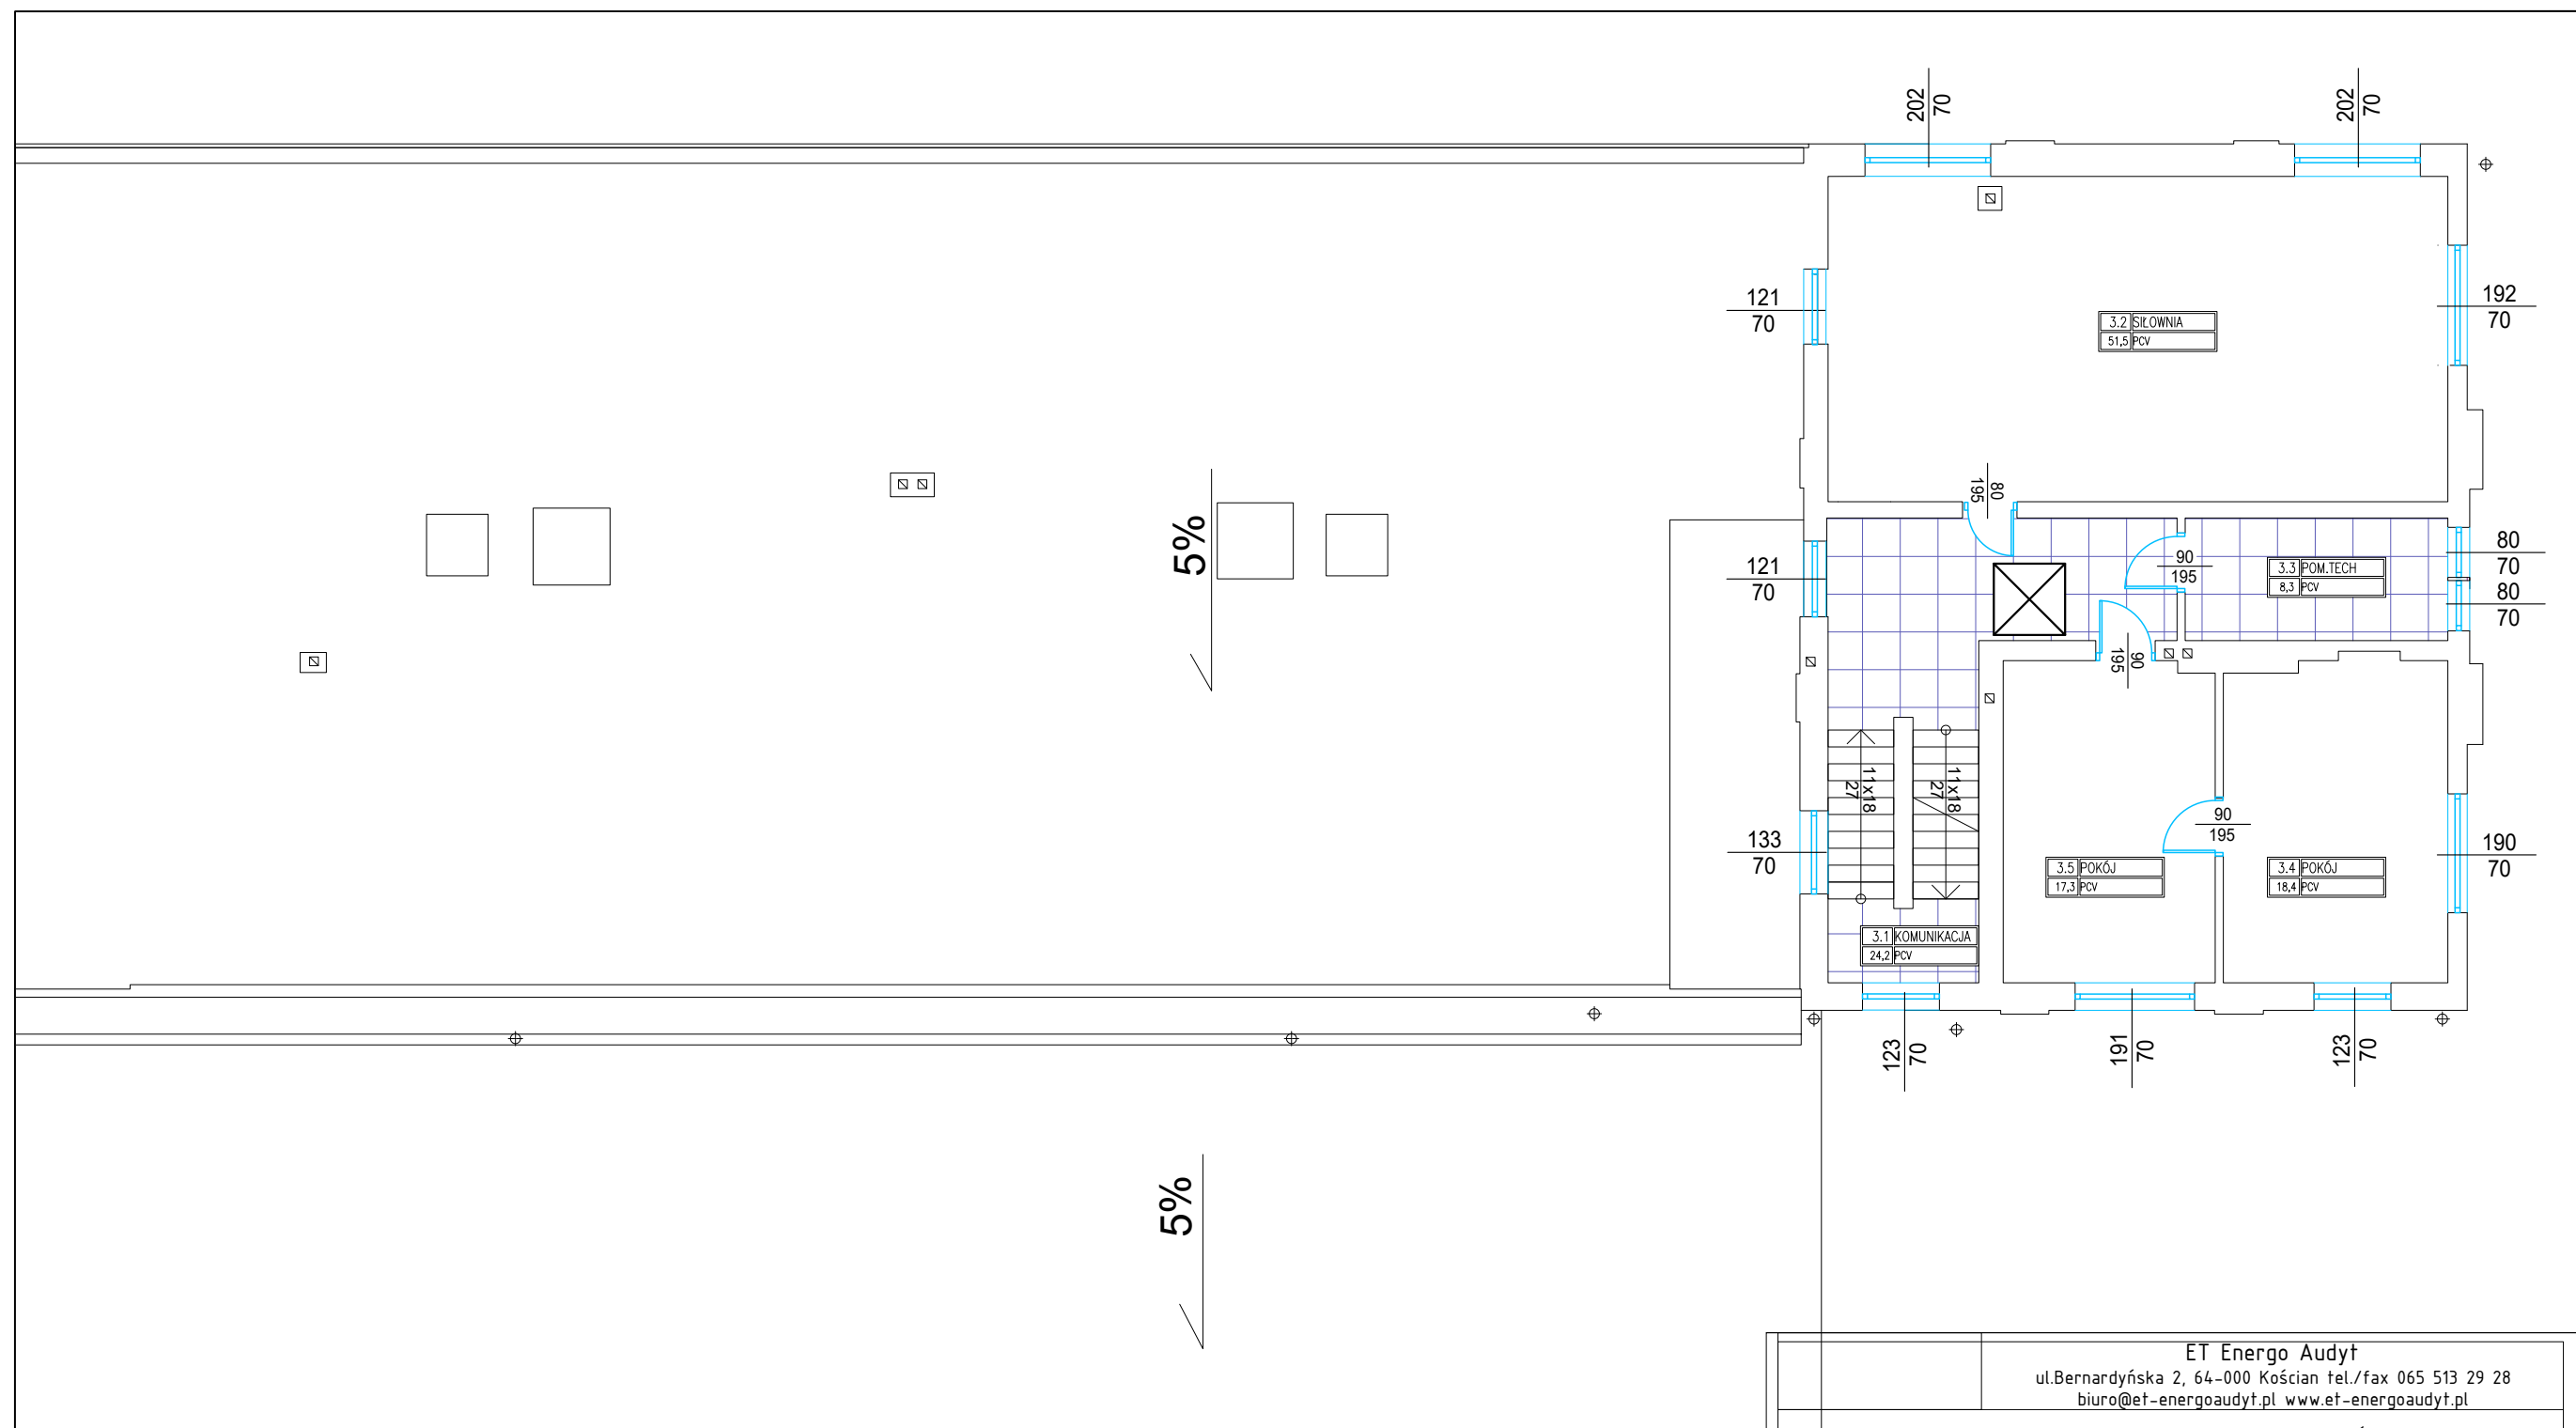 202
70
202
70
121
70
192
70
3.2 SIŁOWNIA
51,5 PCV
80
195
5%
121
70
90
195
3.3 POM.TECH
8,3 PCV
80
70
80
70
90
195
11x18
27
11x18
27
133
70
90
195
190
70
3.5 POKÓJ
17,3 PCV
3.4 POKÓJ
18,4 PCV
3.1 KOMUNIKACJA
24,2 PCV
123
70
191
70
123
70
5%
ET Energo Audyt
ul.Bernardyńska 2, 64-000 Kościan tel./fax 065 513 29 28
biuro@et-energoaudyt.pl www.et-energoaudyt.pl